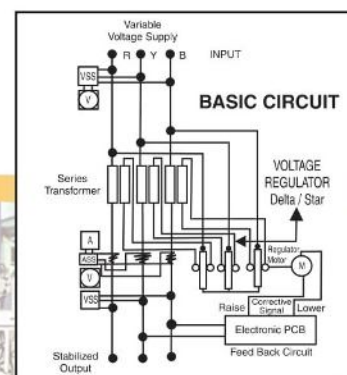 Variable
Voltage Supply
R Y B INPUT
VSS
V
BASIC CIRCUIT
Series
Transformer
VOLTAGE
REGULATOR
Delta / Star
A
ASS
V
VSS
Regulator
Motor
M
Raise
Corrective
Signal
Lower
Electronic PCB
Feed Back Circuit
Stabilized
Output